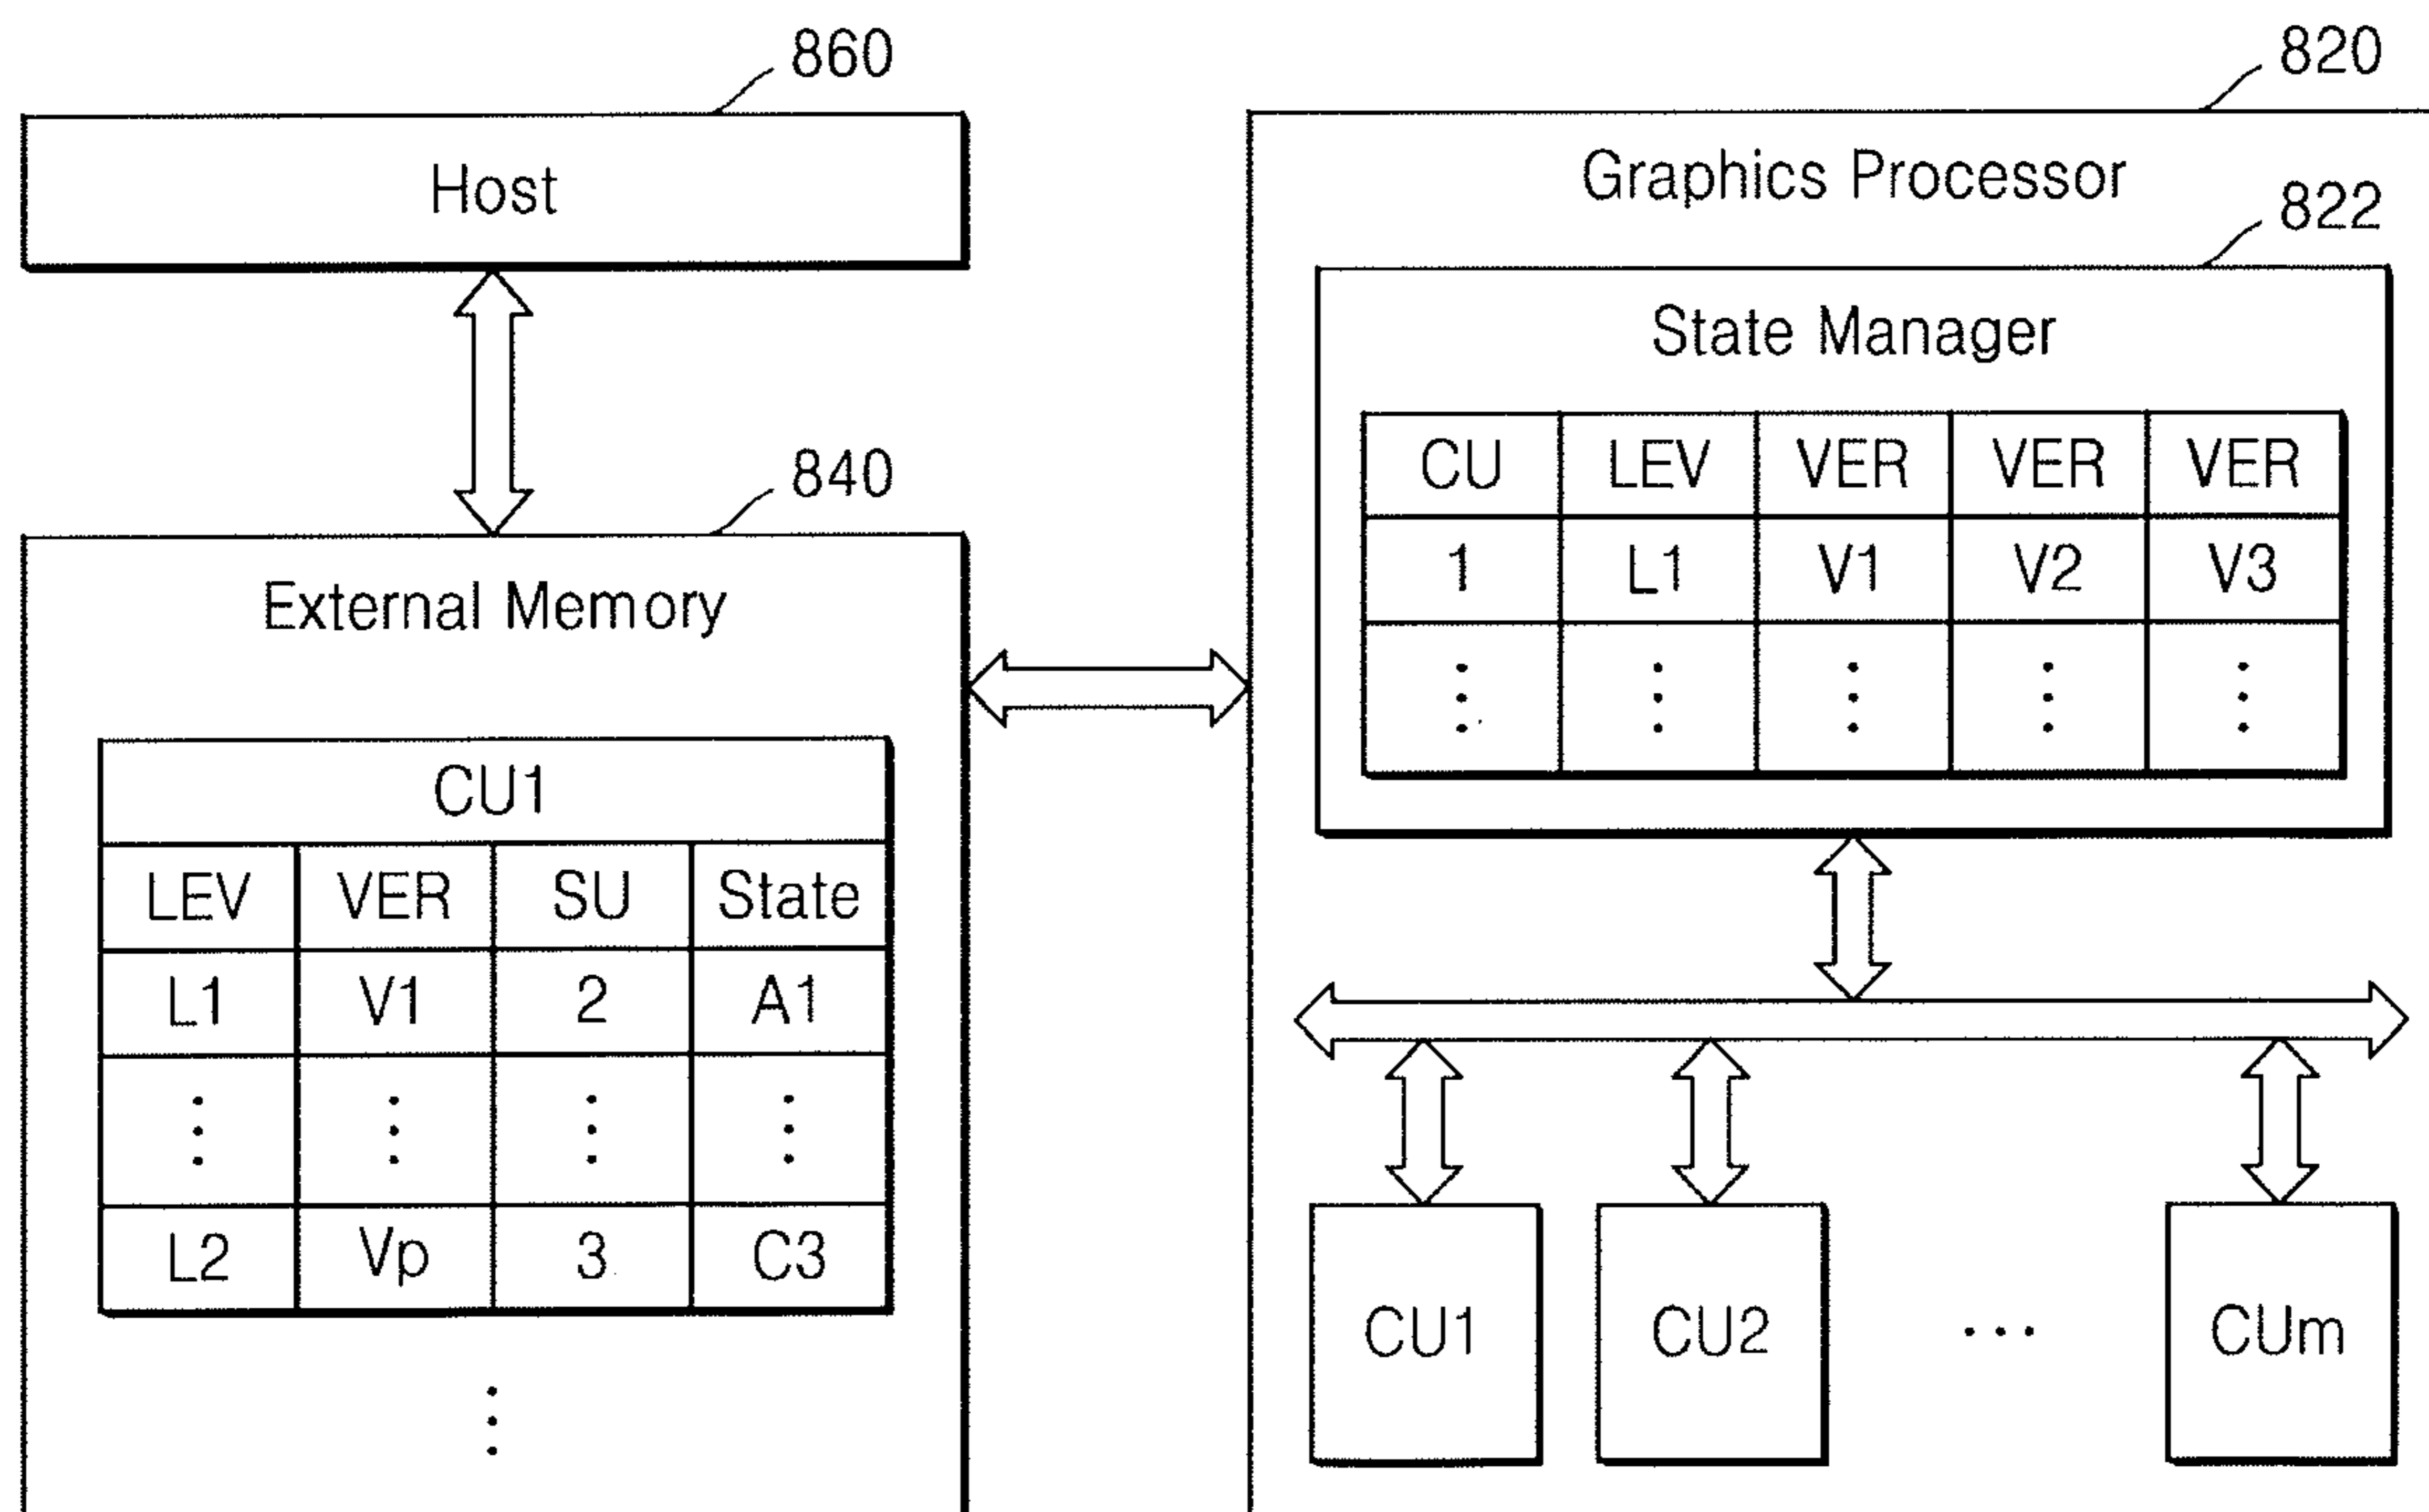 860
Host
840
External Memory
CU1
LEV VER SU State
L1 V1 2 A1
L2 Vp 3 C3
820
Graphics Processor
822
State Manager
CU LEV VER VER VER
1 L1 V1 V2 V3
CU1 CU2 ... CUm